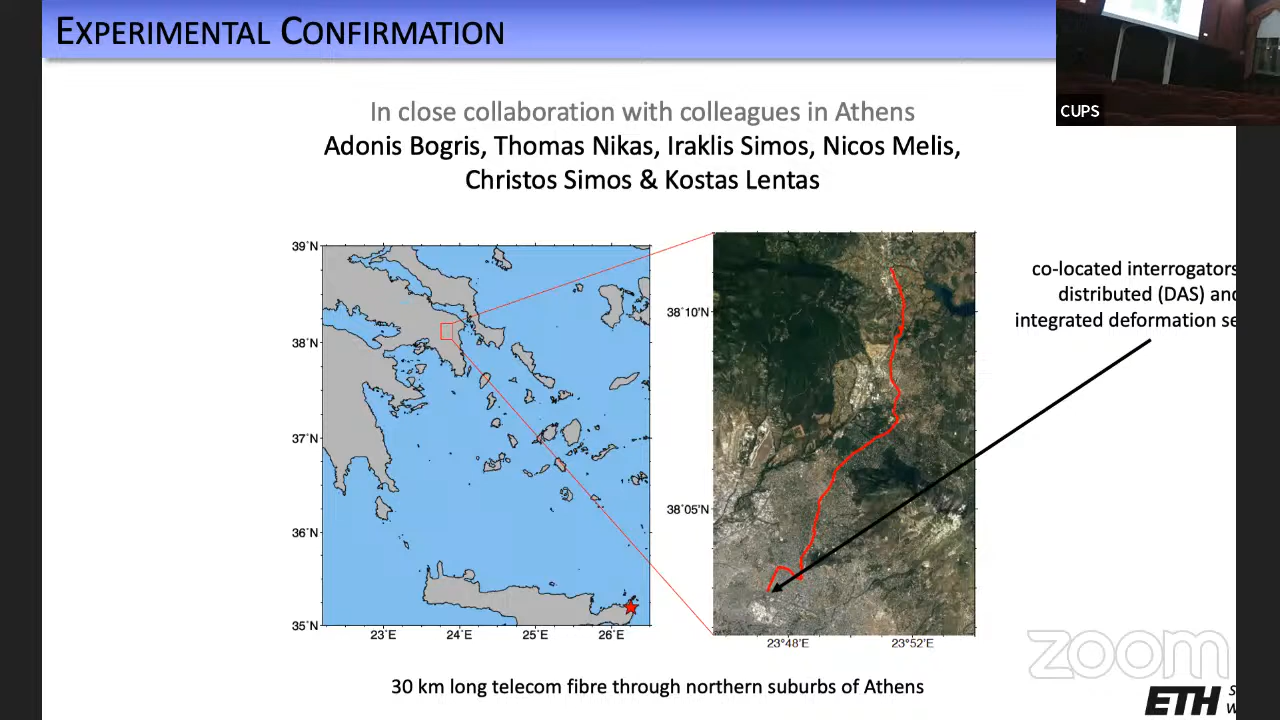 EXPERIMENTAL CONFIRMATION
CUPS
In close collaboration with colleagues in Athens
Adonis Bogris, Thomas Nikas, Iraklis Simos, Nicos Melis,
Christos Simos & Kostas Lentas
39°N
38°N
37°N
36°N
35°N
23°E
24°E
25°E
26°E
38°10'N
38°05'N
23°48'E
23°52'E
co-located interrogators
distributed (DAS) and
integrated deformation se
30 km long telecom fibre through northern suburbs of Athens
zoom
ETH